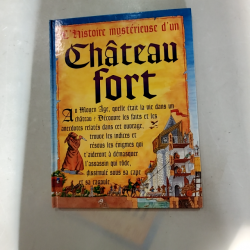 L'Histoire mystérieuse d'un
Château
fort
Au Moyen Âge, quelle était la vie dans un
château ? Découvre les faits et les
anecdotes relatés dans cet ouvrage,
trouve les indices et
résous les énigmes qui
t'aideront à démasquer
l'assassin qui rôde,
dissimulé sous sa cape
et sa cagoule